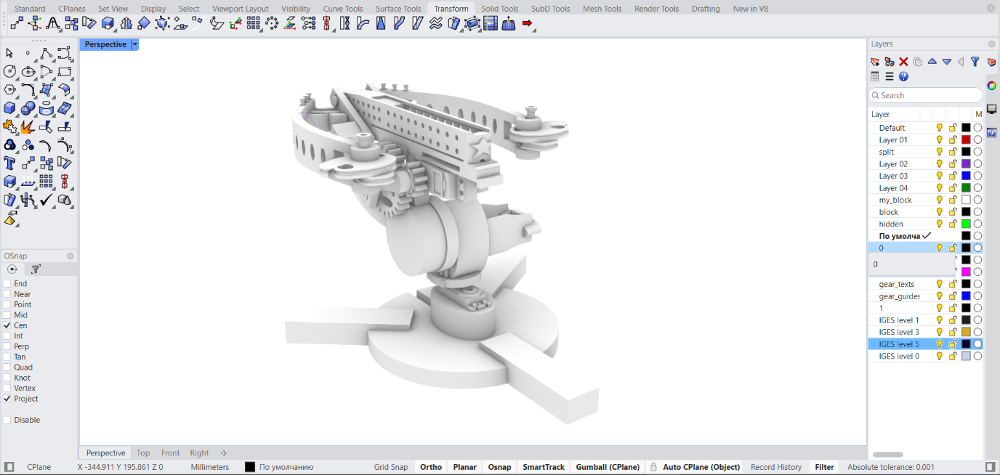 Standard CPlanes Set View Display Select Viewport Layout Visibility Curve Tools Surface Tools Transform Solid Tools SubD Tools Mesh Tools Render Tools Drafting New in V8
Perspective
Layers
Search
Layer M
Default
Layer 01
split
Layer 02
Layer 03
Layer 04
my_block
block
hidden
По умолча
0
0
gear_texts
gear_guides
1
IGES level 1
IGES level 3
IGES level 5
IGES level 0
OSnap
End
Near
Point
Mid
Cen
Int
Perp
Tan
Quad
Knot
Vertex
Project
Disable
Perspective Top Front Right
CPlane X -344.911 Y 195.861 Z 0 Millimeters По умолчанию Grid Snap Ortho Planar Osnap SmartTrack Gumball (CPlane) Auto CPlane (Object) Record History Filter Absolute tolerance: 0.001